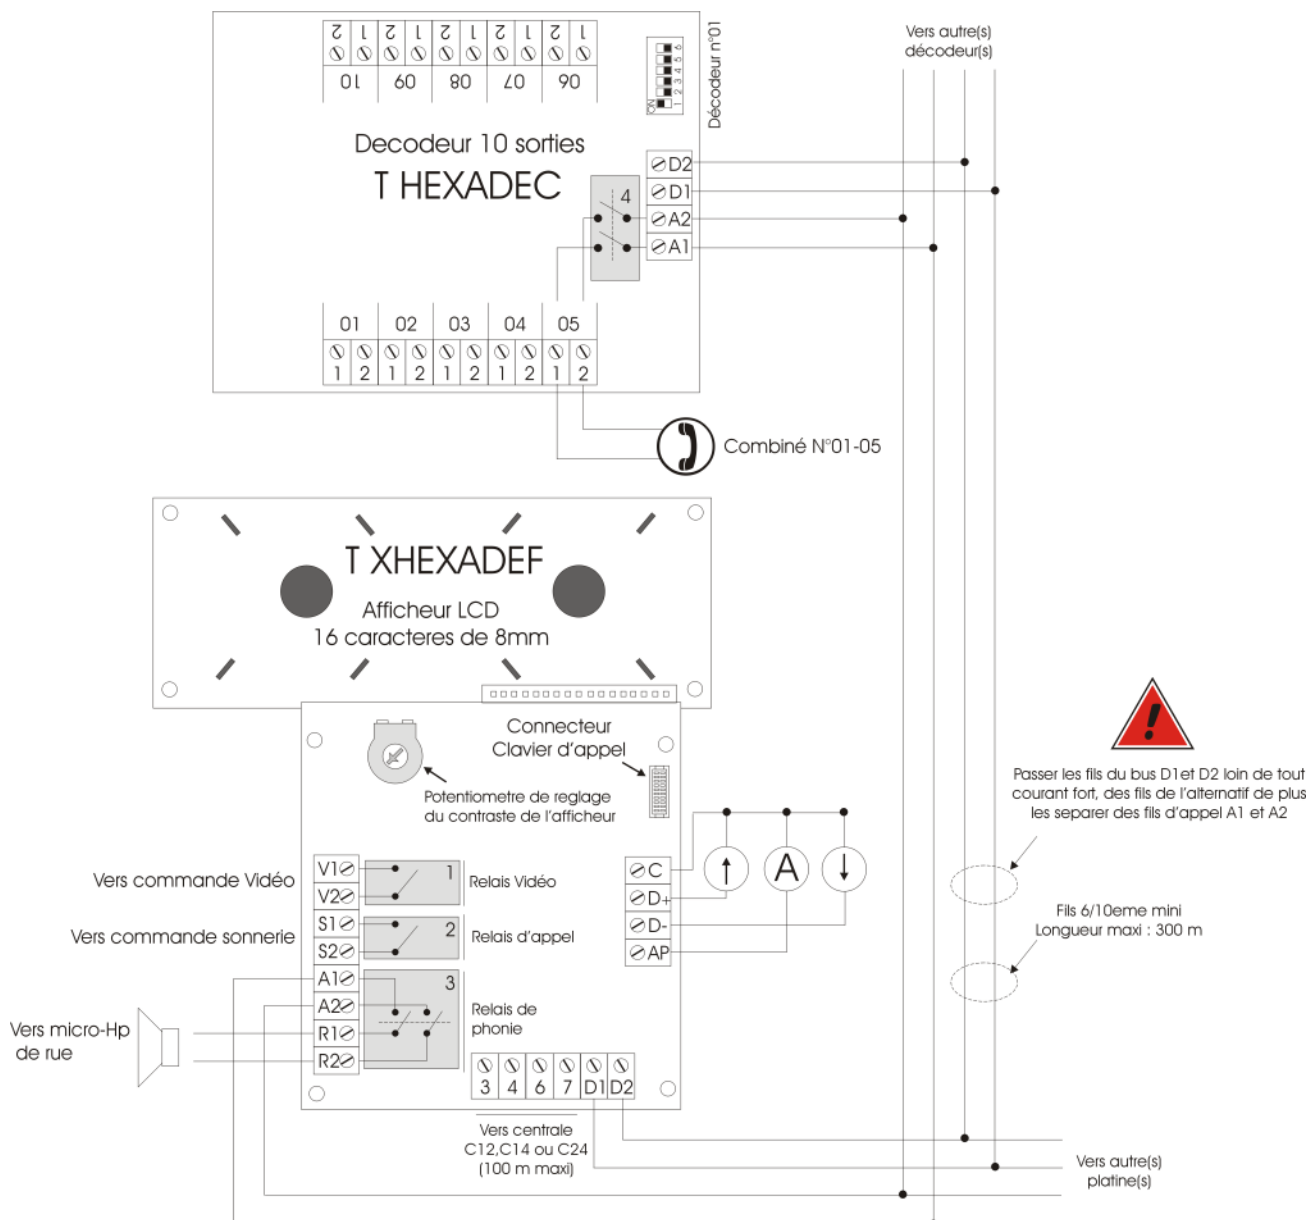 2 1 2 1 2 1 2 1 2 1
10 09 08 07 06
ON
1 2 3 4 5 6
Décodeur n°01
Vers autre(s)
décodeur(s)
Decodeur 10 sorties
T HEXADEC
4
D2
D1
A2
A1
01 02 03 04 05
1 2 1 2 1 2 1 2 1 2
Combiné N°01-05
T XHEXADEF
Afficheur LCD
16 caracteres de 8mm
Connecteur
Clavier d'appel
Potentiometre de reglage
du contraste de l'afficheur
!
Passer les fils du bus D1et D2 loin de tout
courant fort, des fils de l'alternatif de plus
les separer des fils d'appel A1 et A2
Fils 6/10eme mini
Longueur maxi : 300 m
Vers commande Vidéo
V1
V2
1
Relais Vidéo
Vers commande sonnerie
S1
S2
2
Relais d'appel
A1
A2
R1
R2
3
Relais de
phonie
Vers micro-Hp
de rue
C
D+
D-
AP
A
3 4 6 7 D1 D2
Vers centrale
C12,C14 ou C24
(100 m maxi)
Vers autre(s)
platine(s)